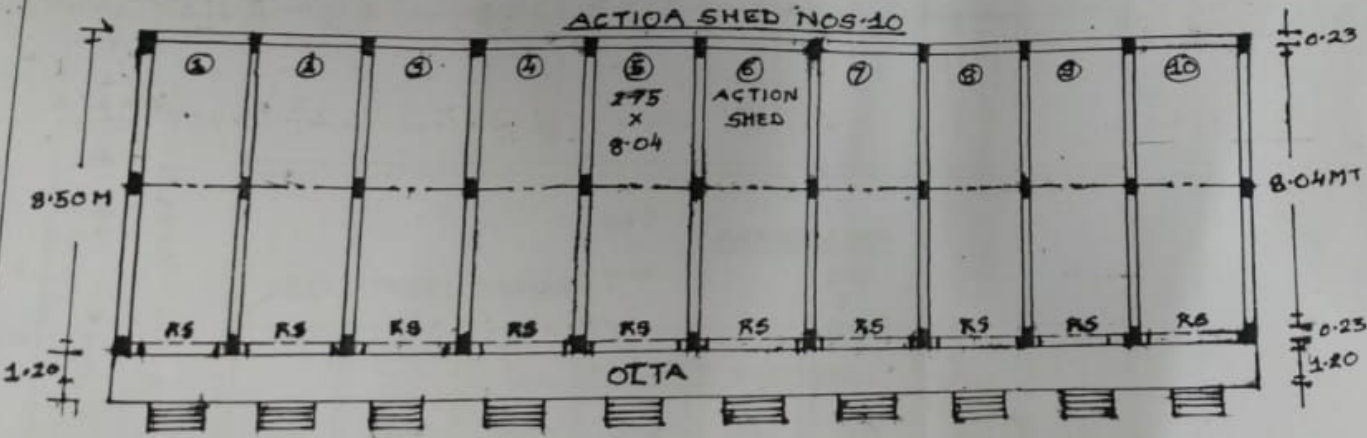 ACTIOA SHED NOS-10
0.23
① ② ③ ④ ⑤ ⑥ ⑦ ⑧ ⑨ ⑩
2.75
×
8.04
ACTION
SHED
8.50 M
8.04 MT
RS RS RS RS RS RS RS RS RS RS
0.23
1.20
OTTA
1.20